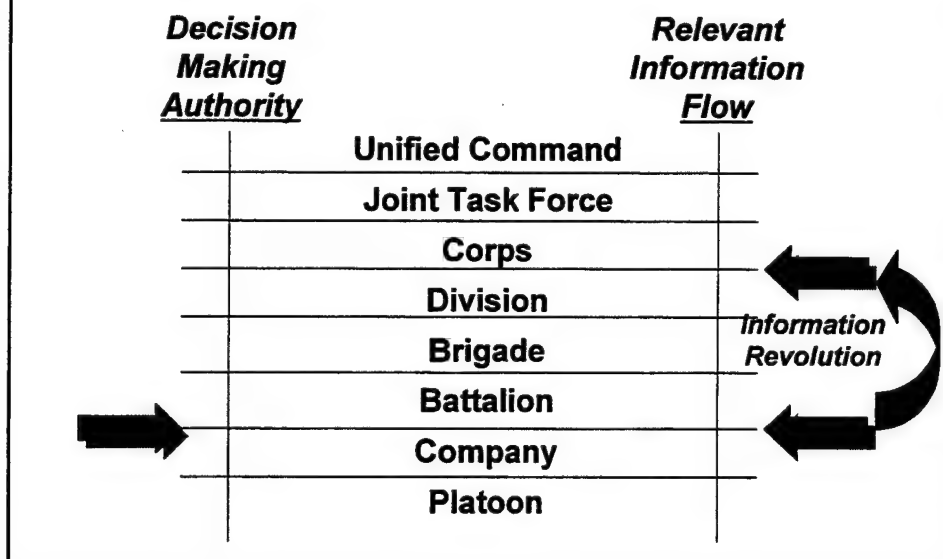 Decision
Making
Authority
Relevant
Information
Flow
Unified Command
Joint Task Force
Corps
Division
Brigade
Battalion
Company
Platoon
Information
Revolution